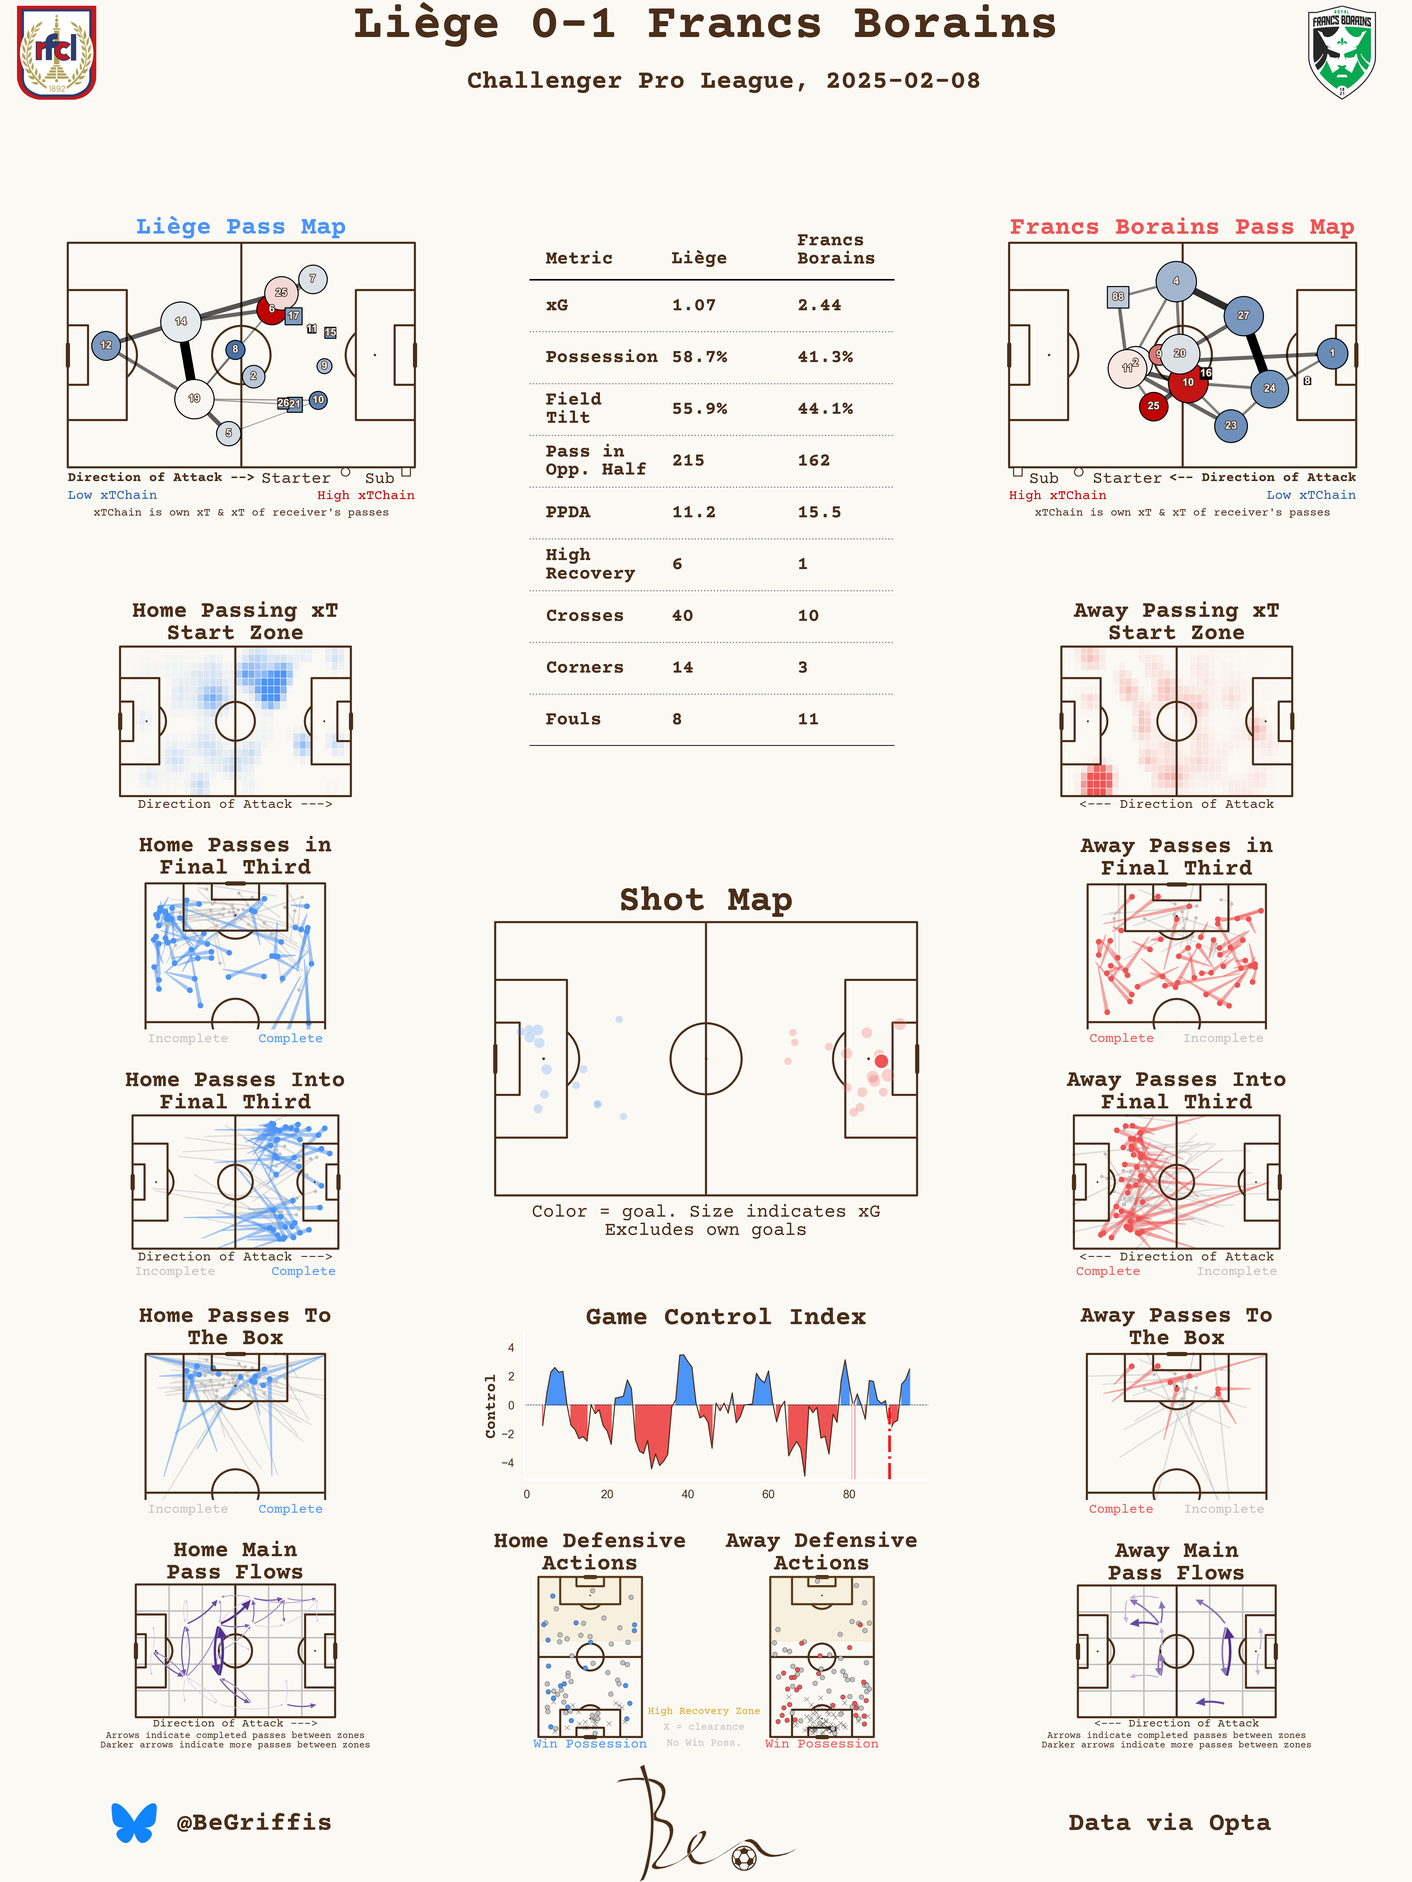 Liège 0-1 Francs Borains
Challenger Pro League, 2025-02-08
rfcl
1892
ROYAL
FRANCS BORAINS
Liège Pass Map
12
14
19
5
8
2
25
6
7
17
11
15
9
10
26
21
Direction of Attack --> Starter Sub
Low xTChain High xTChain
xTChain is own xT & xT of receiver's passes
Metric Liège Francs Borains
xG 1.07 2.44
Possession 58.7% 41.3%
Field Tilt 55.9% 44.1%
Pass in Opp. Half 215 162
PPDA 11.2 15.5
High Recovery 6 1
Crosses 40 10
Corners 14 3
Fouls 8 11
Francs Borains Pass Map
88
4
27
1
20
9
2
11
10
16
25
24
8
23
Sub Starter <-- Direction of Attack
High xTChain Low xTChain
xTChain is own xT & xT of receiver's passes
Home Passing xT
Start Zone
Direction of Attack --->
Away Passing xT
Start Zone
<--- Direction of Attack
Home Passes in
Final Third
Incomplete Complete
Away Passes in
Final Third
Complete Incomplete
Shot Map
Color = goal. Size indicates xG
Excludes own goals
Home Passes Into
Final Third
Direction of Attack --->
Incomplete Complete
Away Passes Into
Final Third
<--- Direction of Attack
Complete Incomplete
Home Passes To
The Box
Incomplete Complete
Game Control Index
Control
4
2
0
−2
−4
0 20 40 60 80
Away Passes To
The Box
Complete Incomplete
Home Main
Pass Flows
Direction of Attack --->
Arrows indicate completed passes between zones
Darker arrows indicate more passes between zones
Home Defensive
Actions
Win Possession
High Recovery Zone
X = clearance
No Win Poss.
Away Defensive
Actions
Win Possession
Away Main
Pass Flows
<--- Direction of Attack
Arrows indicate completed passes between zones
Darker arrows indicate more passes between zones
@BeGriffis
Ben
Data via Opta